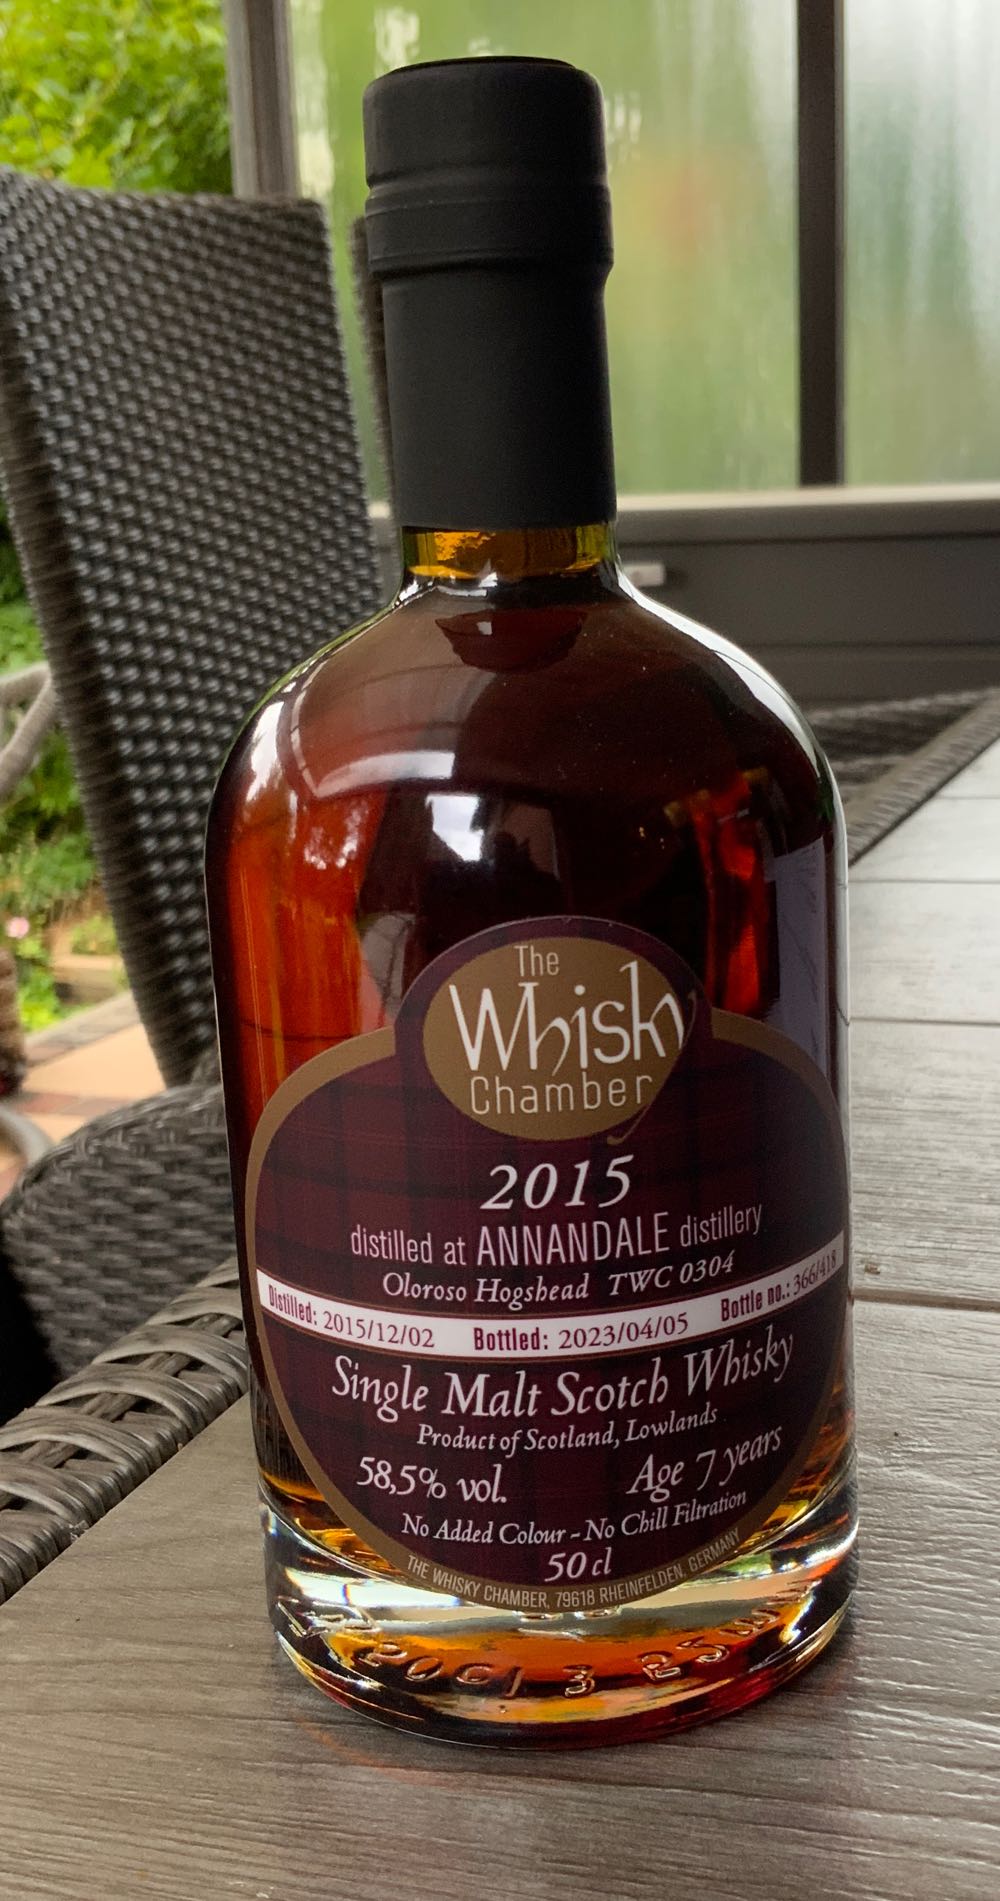 The
Whisky
Chamber
2015
distilled at ANNANDALE distillery
Oloroso Hogshead TWC 0304
Distilled: 2015/12/02 Bottled: 2023/04/05 Bottle no.: 366/418
Single Malt Scotch Whisky
Product of Scotland, Lowlands
58,5% vol. Age 7 years
No Added Colour - No Chill Filtration
50 cl
THE WHISKY CHAMBER, 79618 RHEINFELDEN, GERMANY